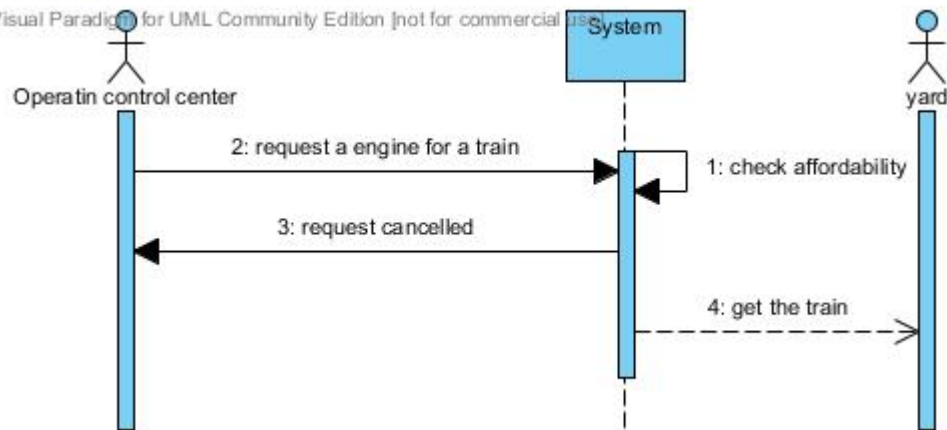 Visual Paradigm for UML Community Edition [not for commercial use]
System
Operatin control center
yard
2: request a engine for a train
1: check affordability
3: request cancelled
4: get the train